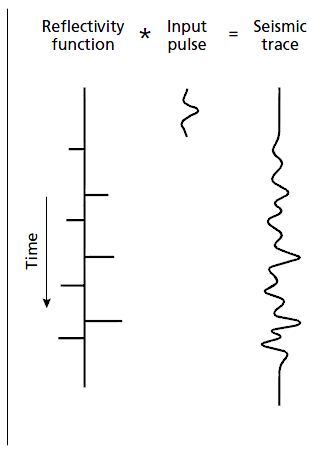 Reflectivity function * Input pulse = Seismic trace
Time